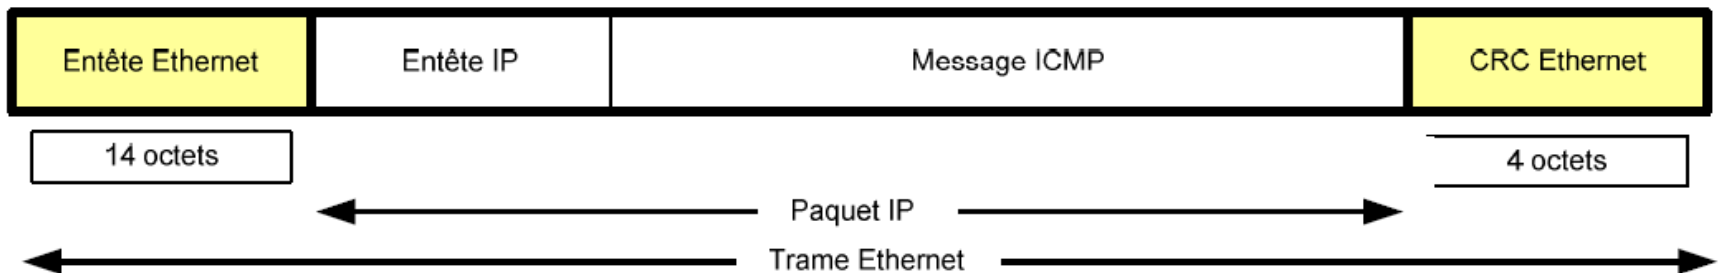 Entête Ethernet Entête IP Message ICMP CRC Ethernet
14 octets 4 octets
Paquet IP
Trame Ethernet